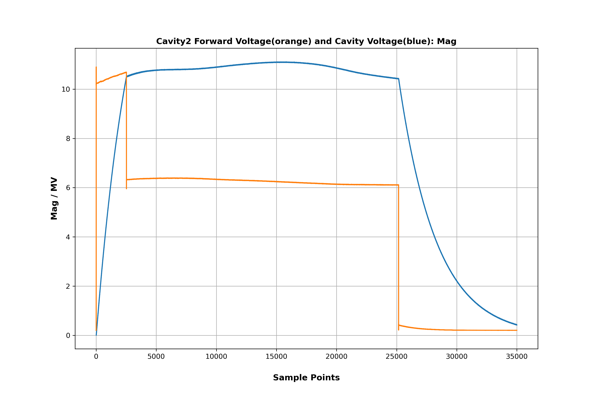 Cavity2 Forward Voltage(orange) and Cavity Voltage(blue): Mag
10
8
6
4
2
0
Mag / MV
0 5000 10000 15000 20000 25000 30000 35000
Sample Points